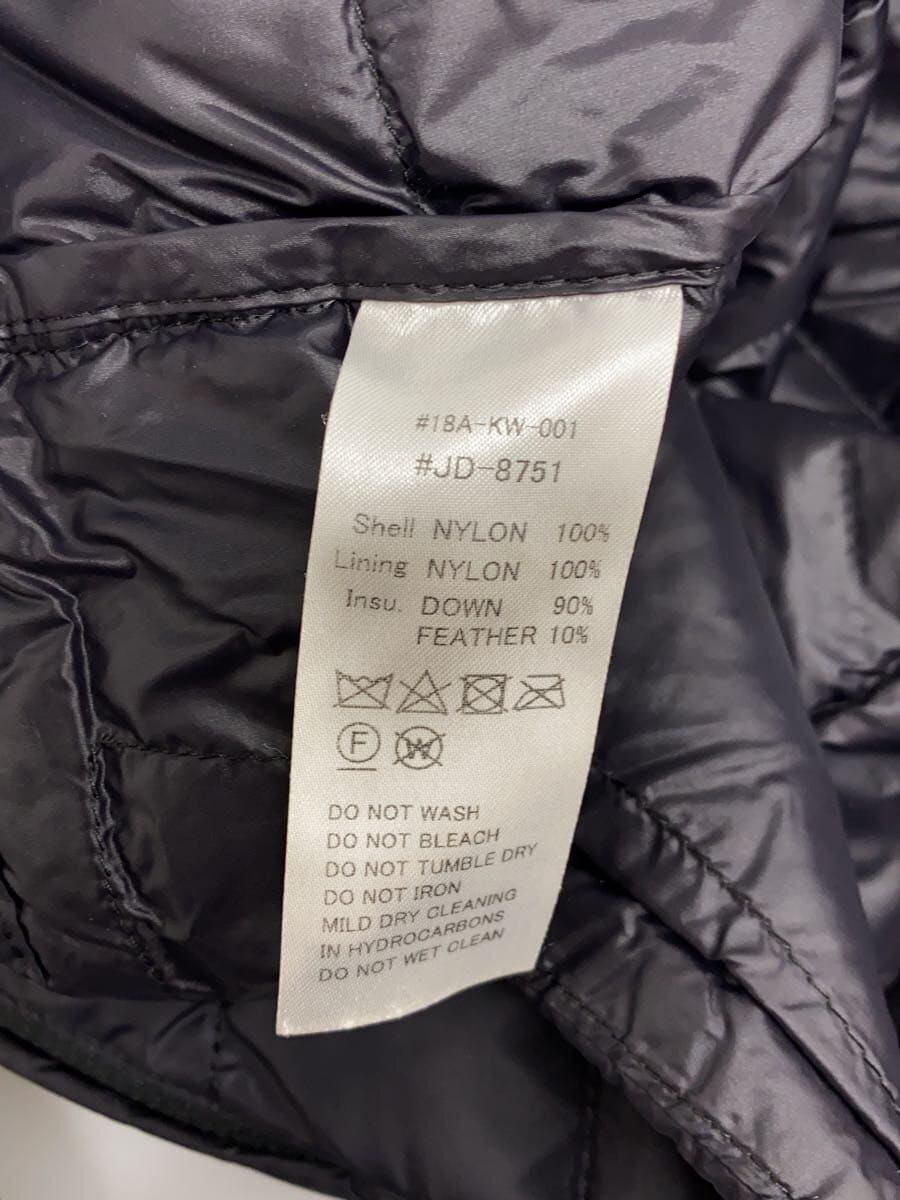 #18A-KW-001
#JD-8751
Shell NYLON 100%
Lining NYLON 100%
Insu. DOWN 90%
FEATHER 10%
F W
DO NOT WASH
DO NOT BLEACH
DO NOT TUMBLE DRY
DO NOT IRON
MILD DRY CLEANING
IN HYDROCARBONS
DO NOT WET CLEAN